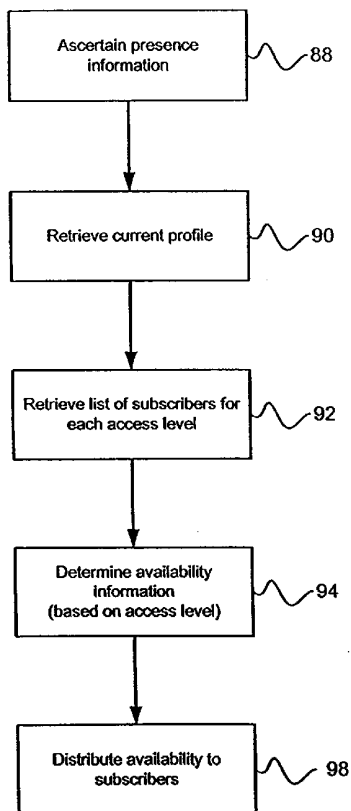 Ascertain presence
information
88
Retrieve current profile
90
Retrieve list of subscribers for
each access level
92
Determine availability
information
(based on access level)
94
Distribute availability to
subscribers
98